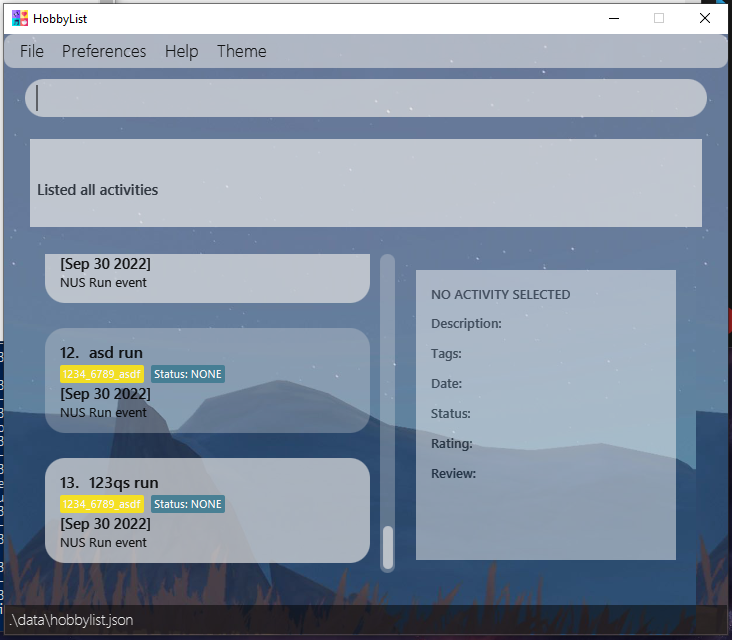 HobbyList
File Preferences Help Theme
Listed all activities
[Sep 30 2022]
NUS Run event
12. asd run
1234_6789_asdf Status: NONE
[Sep 30 2022]
NUS Run event
13. 123qs run
1234_6789_asdf Status: NONE
[Sep 30 2022]
NUS Run event
NO ACTIVITY SELECTED
Description:
Tags:
Date:
Status:
Rating:
Review:
.\data\hobbylist.json